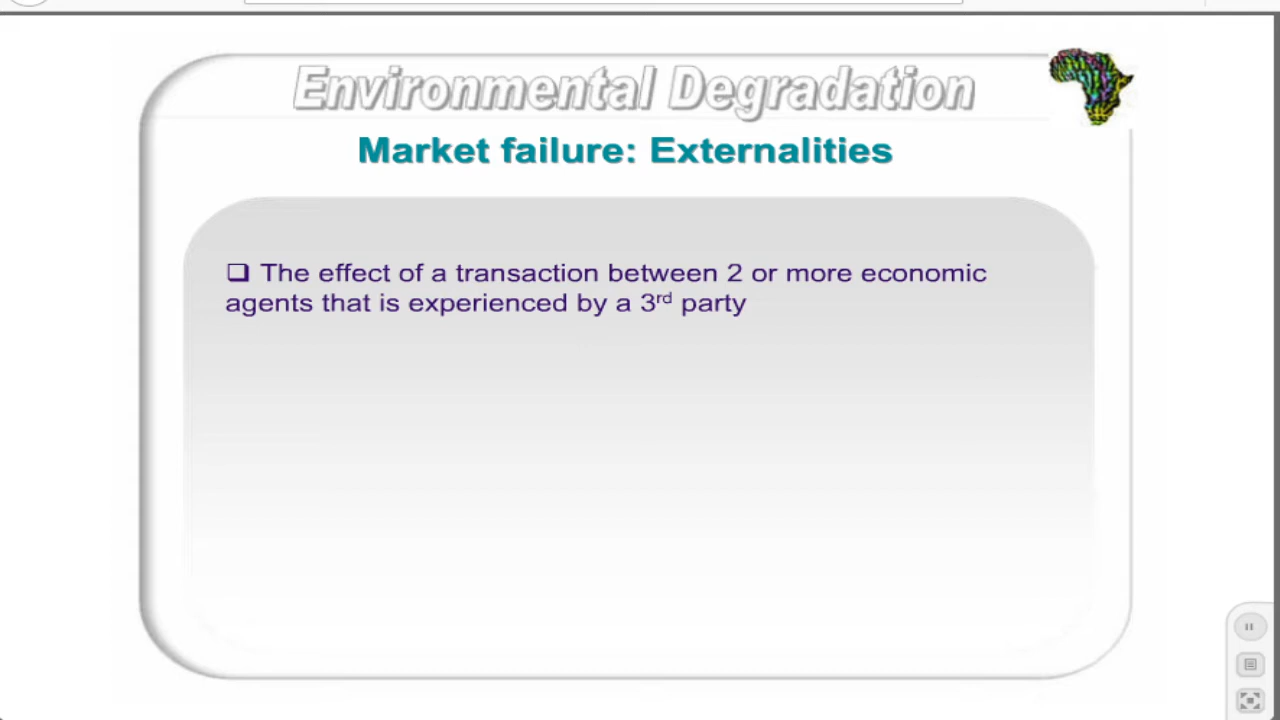 Environmental Degradation
Market failure: Externalities
❑ The effect of a transaction between 2 or more economic
agents that is experienced by a 3rd party